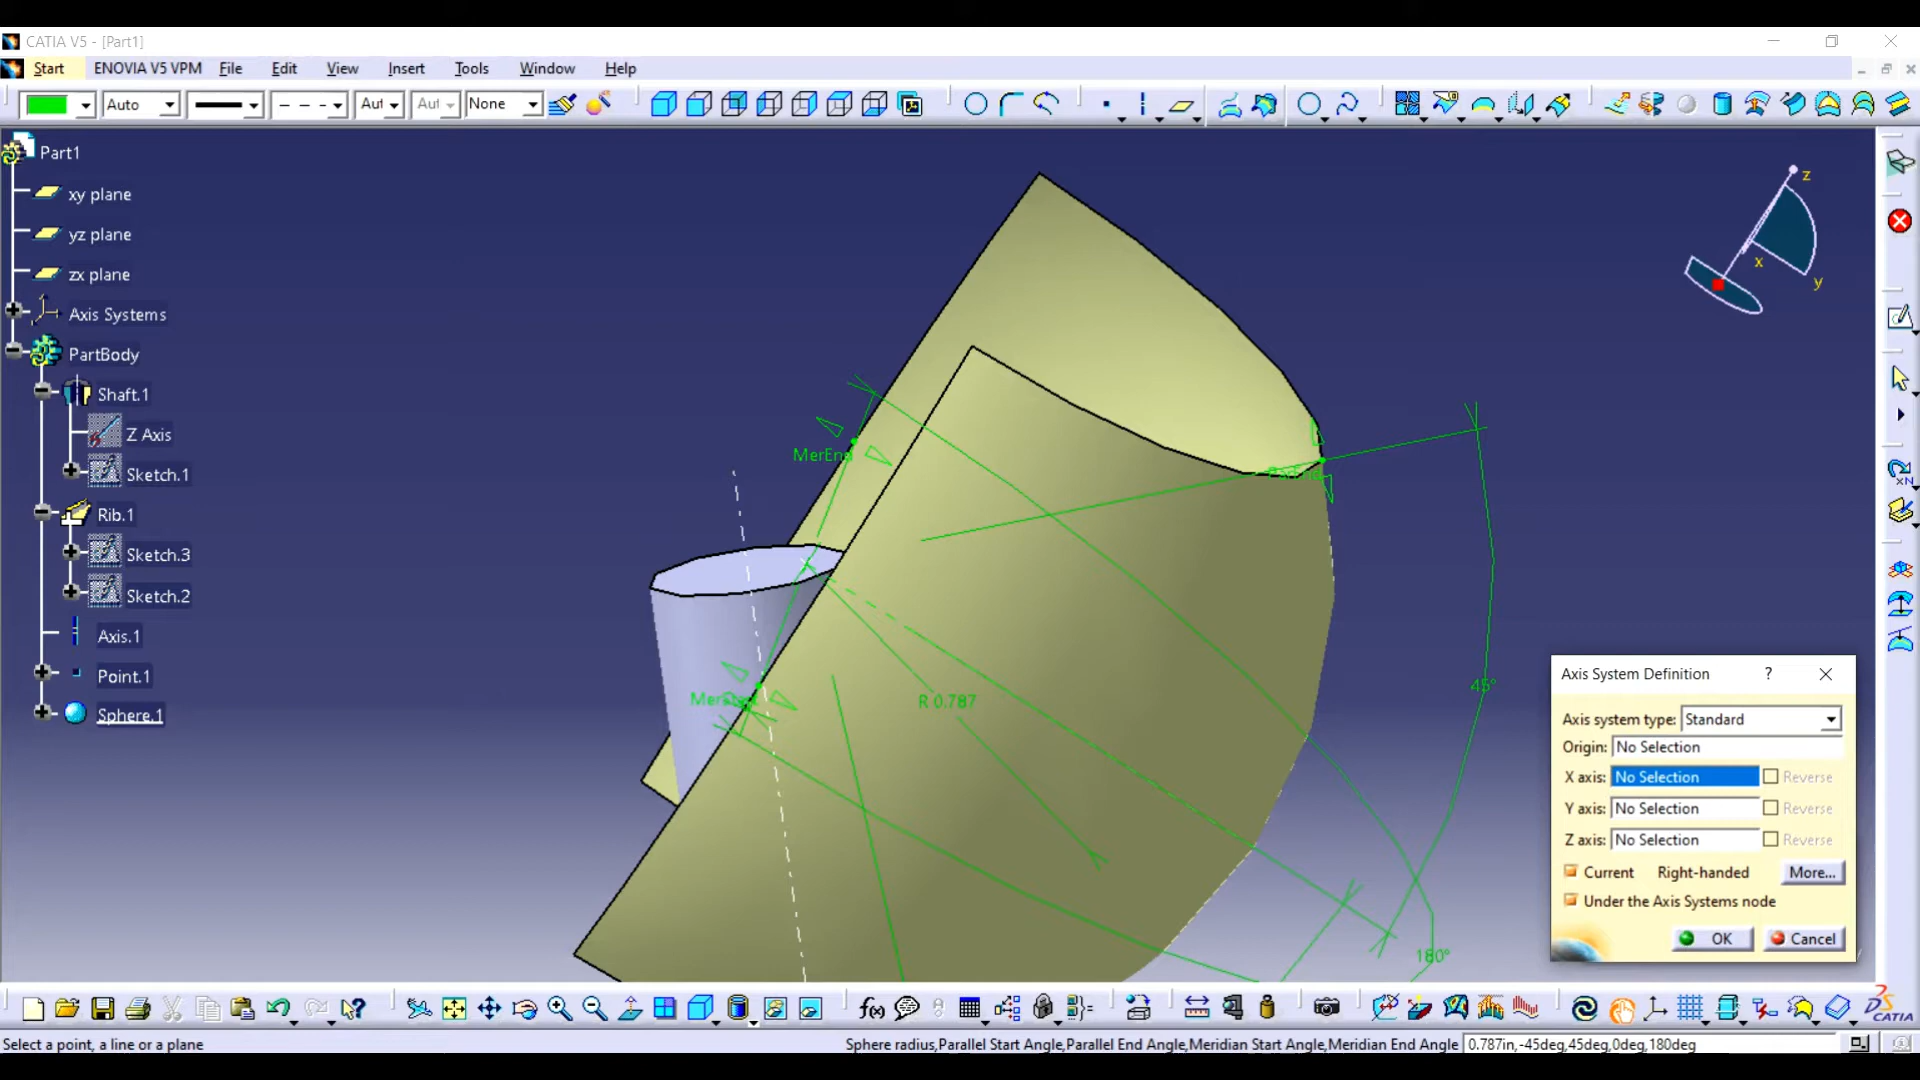 CATIA V5 - [Part1]
Start ENOVIA V5 VPM File Edit View Insert Tools Window Help
Auto Aut Aut None
Part1
xy plane
yz plane
zx plane
Axis Systems
PartBody
Shaft.1
Z Axis
Sketch.1
Rib.1
Sketch.3
Sketch.2
Axis.1
Point.1
Sphere.1
z
x
y
MerEnd
ParEnd
R 0.787
45°
180°
Axis System Definition ?
Axis system type: Standard
Origin: No Selection
X axis: No Selection Reverse
Y axis: No Selection Reverse
Z axis: No Selection Reverse
Current Right-handed More...
Under the Axis Systems node
OK Cancel
f(x)
CATIA
Select a point, a line or a plane
Sphere radius,Parallel Start Angle,Parallel End Angle,Meridian Start Angle,Meridian End Angle 0.787in,-45deg,45deg,0deg,180deg